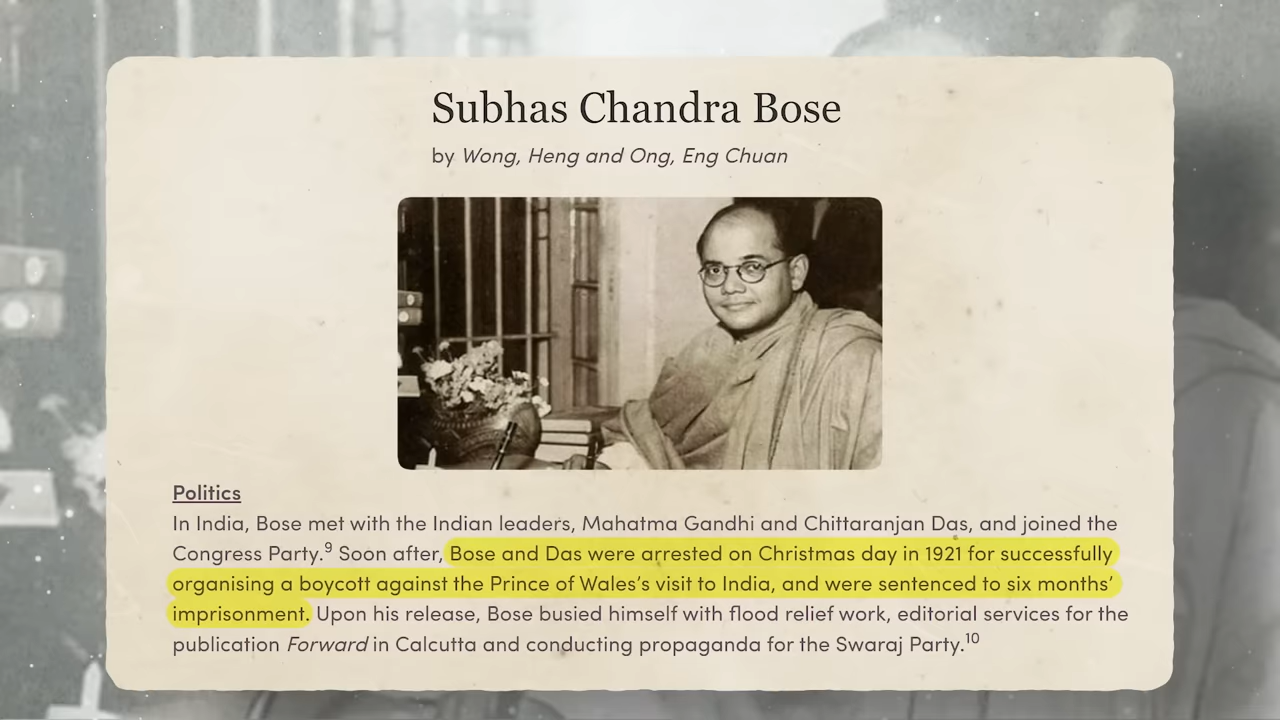 Subhas Chandra Bose
by Wong, Heng and Ong, Eng Chuan
Politics
In India, Bose met with the Indian leaders, Mahatma Gandhi and Chittaranjan Das, and joined the
Congress Party.⁹ Soon after, Bose and Das were arrested on Christmas day in 1921 for successfully
organising a boycott against the Prince of Wales’s visit to India, and were sentenced to six months’
imprisonment. Upon his release, Bose busied himself with flood relief work, editorial services for the
publication Forward in Calcutta and conducting propaganda for the Swaraj Party.¹⁰